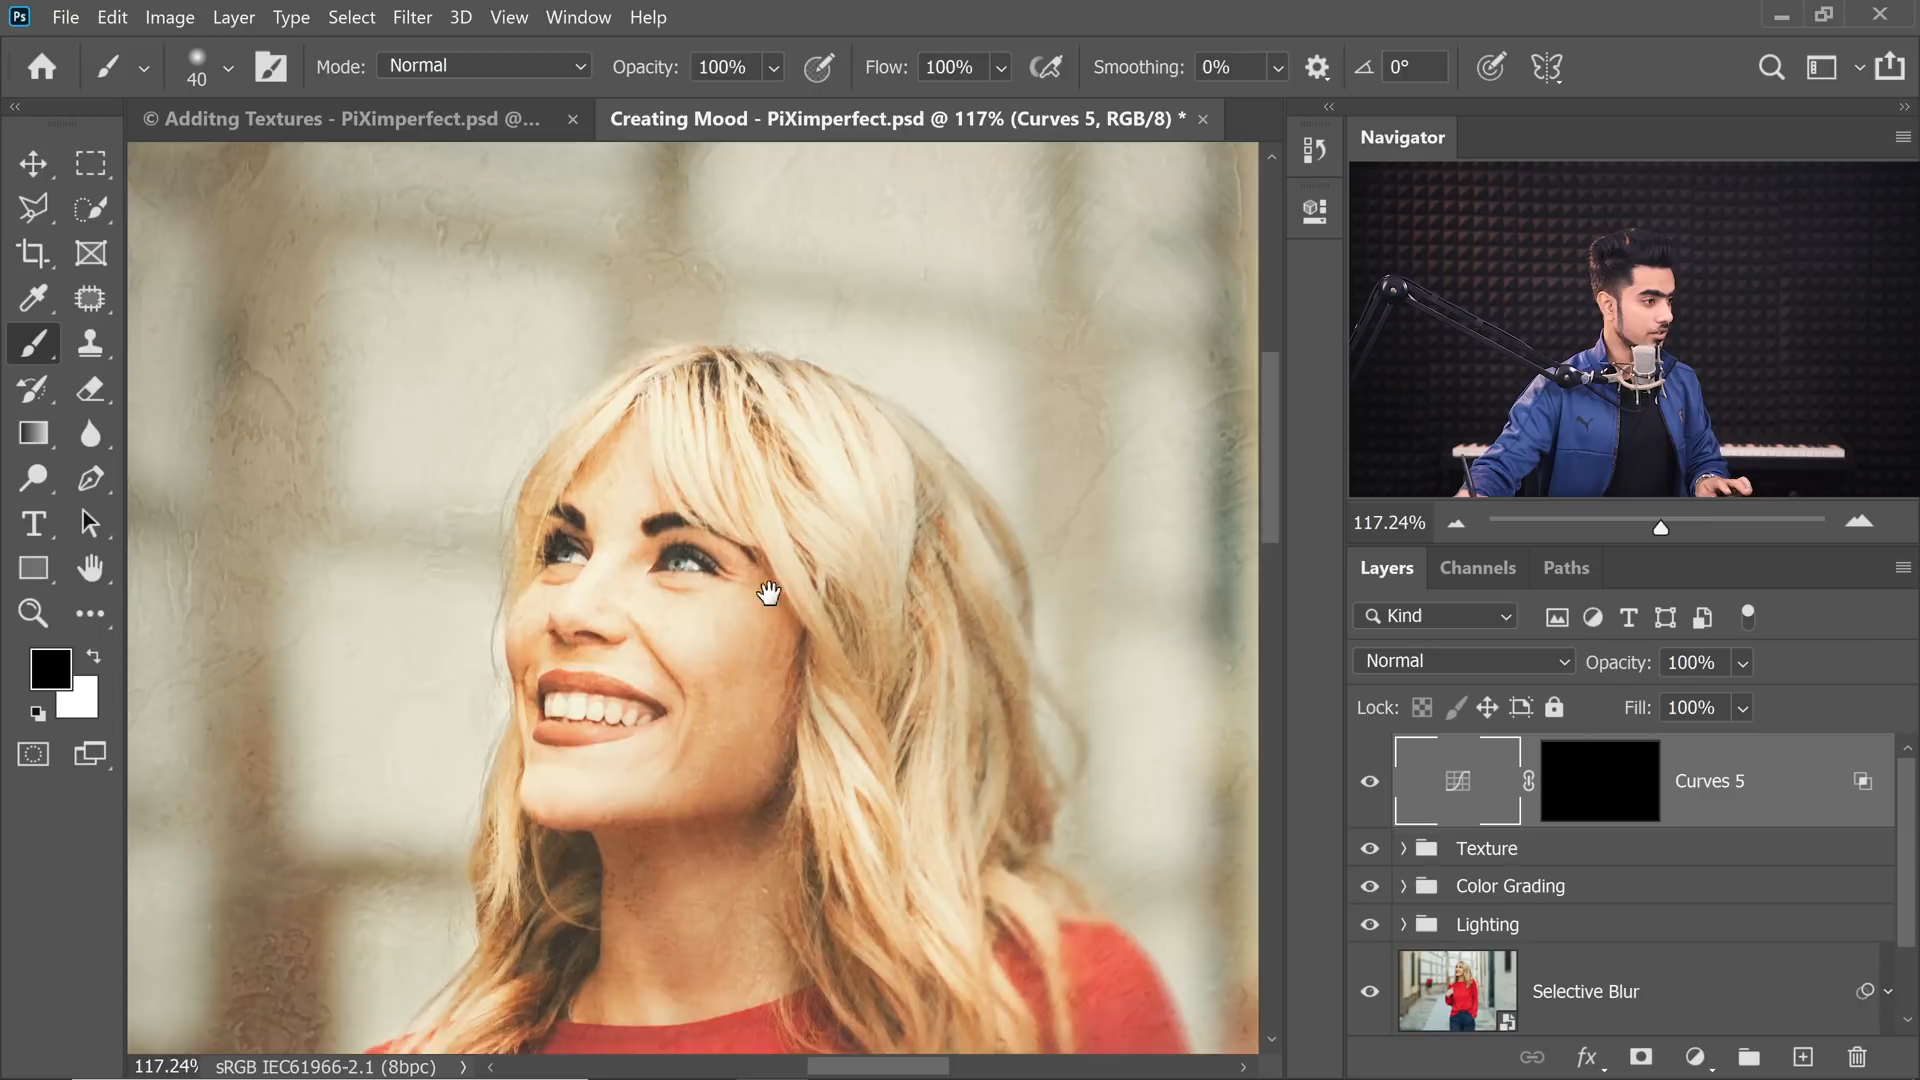 Ps File Edit Image Layer Type Select Filter 3D View Window Help
40 Mode: Normal Opacity: 100% Flow: 100% Smoothing: 0% 0°
© Additng Textures - PiXimperfect.psd @... × Creating Mood - PiXimperfect.psd @ 117% (Curves 5, RGB/8) * ×
Navigator
117.24%
Layers Channels Paths
Kind
Normal Opacity: 100%
Lock: Fill: 100%
Curves 5
Texture
Color Grading
Lighting
Selective Blur
fx
117.24% sRGB IEC61966-2.1 (8bpc)